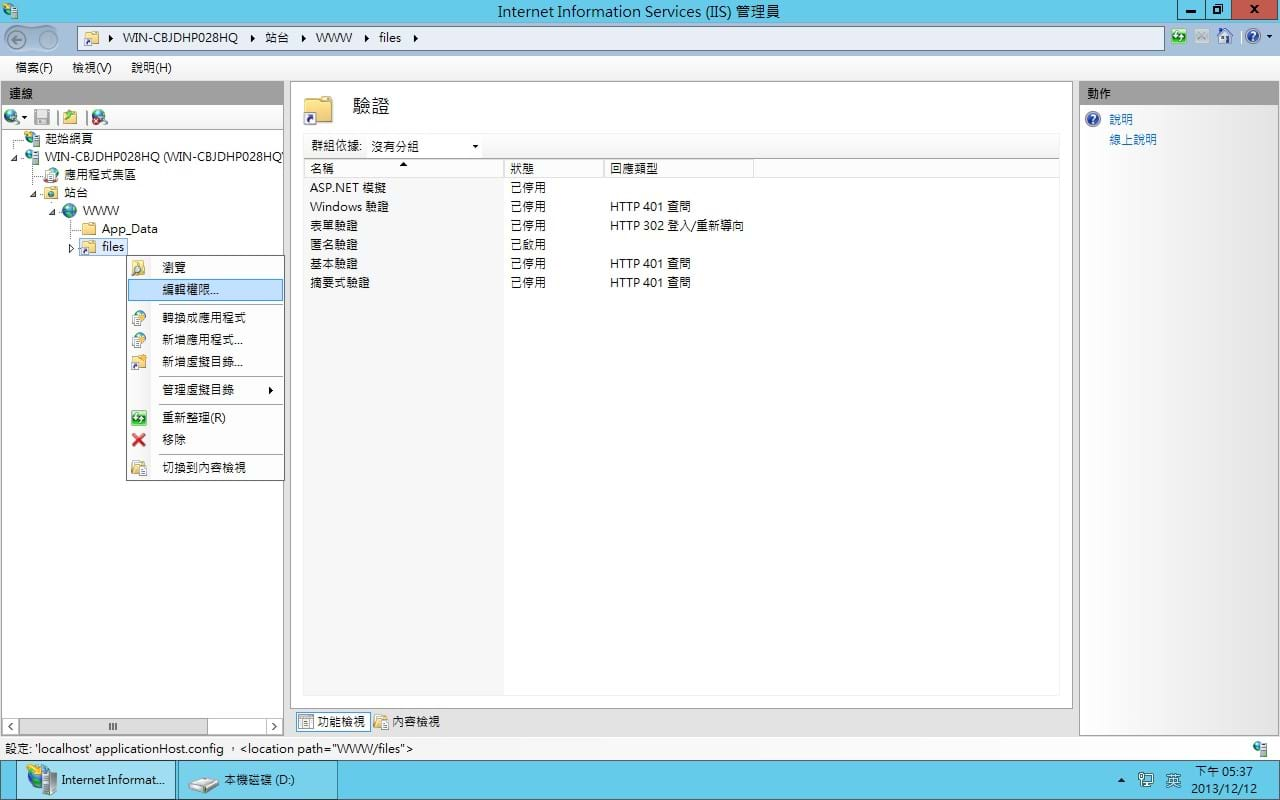 Internet Information Services (IIS) 管理員
WIN-CBJDHP028HQ 站台 WWW files
檔案(F) 檢視(V) 說明(H)
連線
起始網頁
WIN-CBJDHP028HQ (WIN-CBJDHP028HQ\
應用程式集區
站台
WWW
App_Data
files
瀏覽
編輯權限...
轉換成應用程式
新增應用程式...
新增虛擬目錄...
管理虛擬目錄
重新整理(R)
移除
切換到內容檢視
驗證
群組依據: 沒有分組
名稱 狀態 回應類型
ASP.NET 模擬 已停用
Windows 驗證 已停用 HTTP 401 查問
表單驗證 已停用 HTTP 302 登入/重新導向
匿名驗證 已啟用
基本驗證 已停用 HTTP 401 查問
摘要式驗證 已停用 HTTP 401 查問
功能檢視 內容檢視
動作
說明
線上說明
設定: 'localhost' applicationHost.config ，<location path="WWW/files">
Internet Informat... 本機磁碟 (D:)
英
下午 05:37
2013/12/12